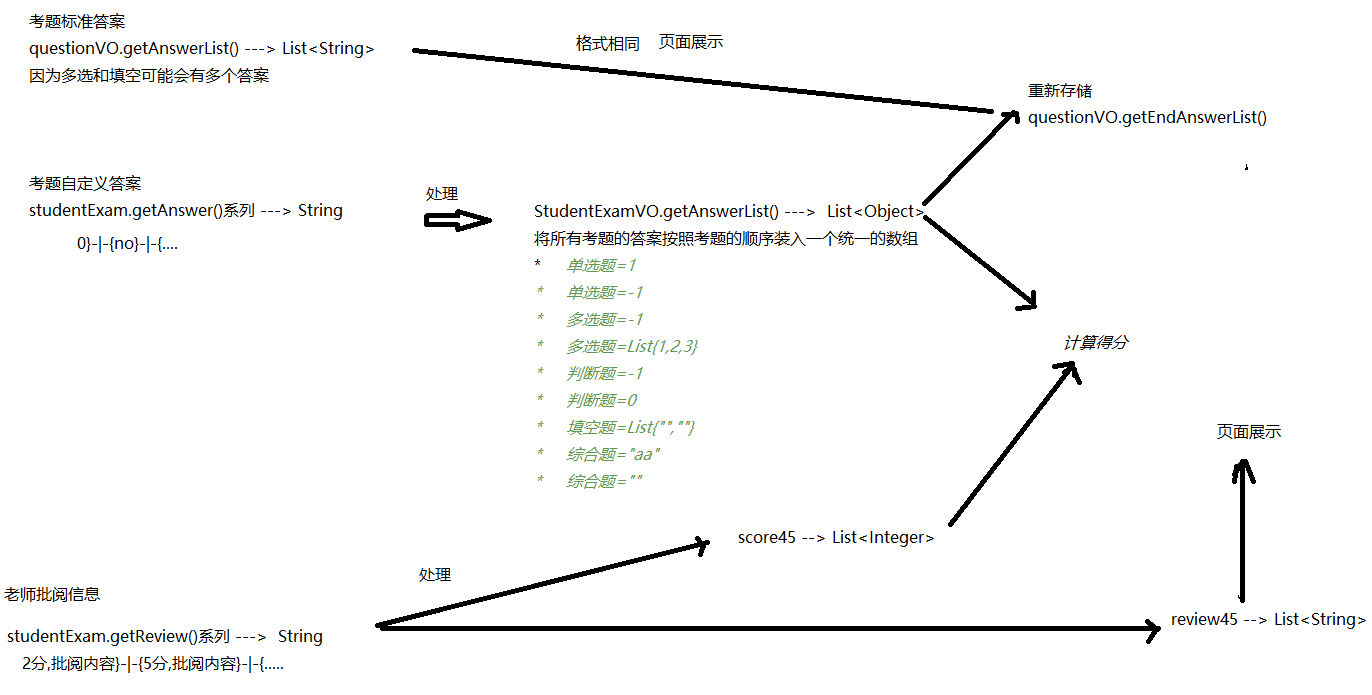 考题标准答案
questionVO.getAnswerList() ---> List<String>
因为多选和填空可能会有多个答案
格式相同 页面展示
重新存储
questionVO.getEndAnswerList()
考题自定义答案
studentExam.getAnswer()系列 ---> String
0}-|-{no}-|-{....
处理
StudentExamVO.getAnswerList() ---> List<Object>
将所有考题的答案按照考题的顺序装入一个统一的数组
* 单选题=1
* 单选题=-1
* 多选题=-1
* 多选题=List{1,2,3}
* 判断题=-1
* 判断题=0
* 填空题=List{"",""}
* 综合题="aa"
* 综合题=""
计算得分
页面展示
score45 --> List<Integer>
处理
老师批阅信息
studentExam.getReview()系列 ---> String
2分,批阅内容}-|-{5分,批阅内容}-|-{.....
review45 --> List<String>